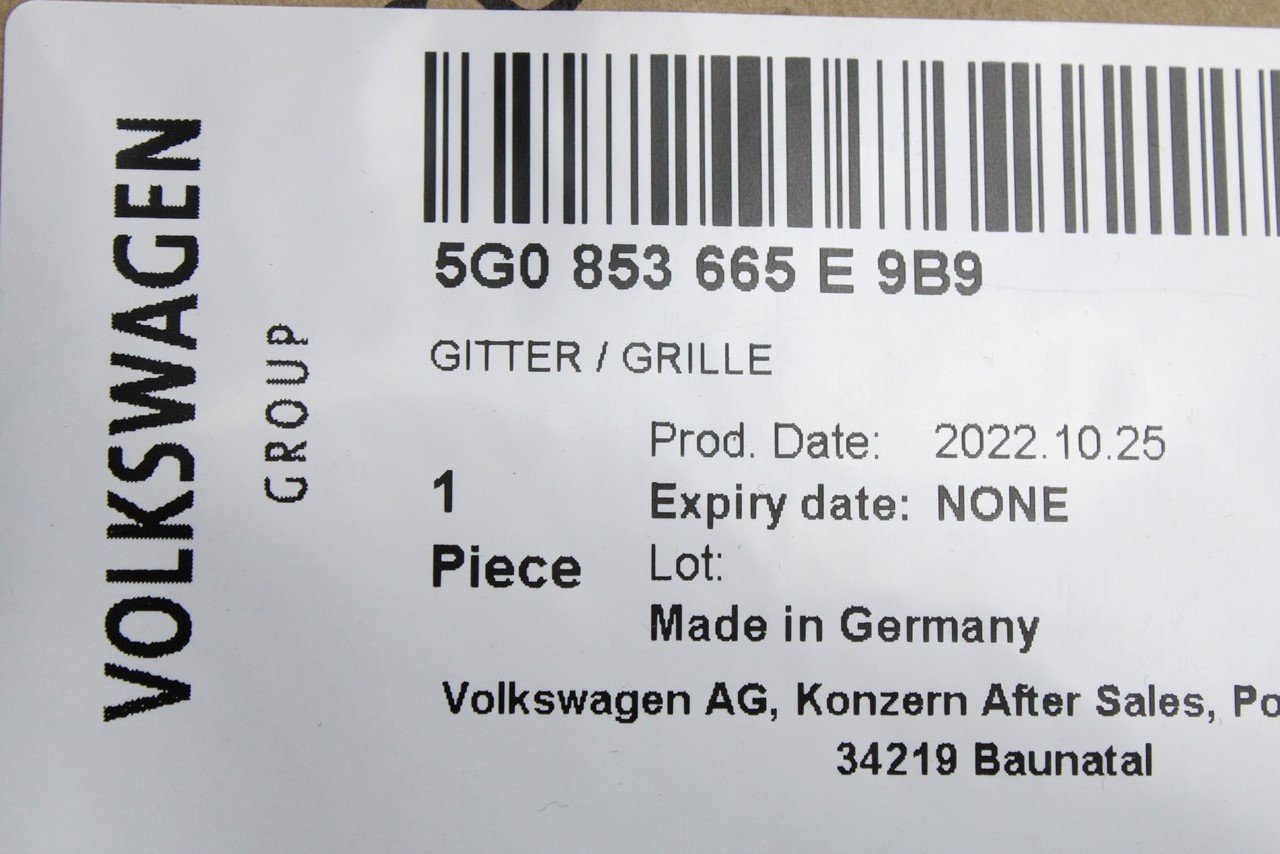 VOLKSWAGEN
GROUP
5G0 853 665 E 9B9
GITTER / GRILLE
Prod. Date: 2022.10.25
1
Expiry date: NONE
Piece
Lot:
Made in Germany
Volkswagen AG, Konzern After Sales,
34219 Baunatal